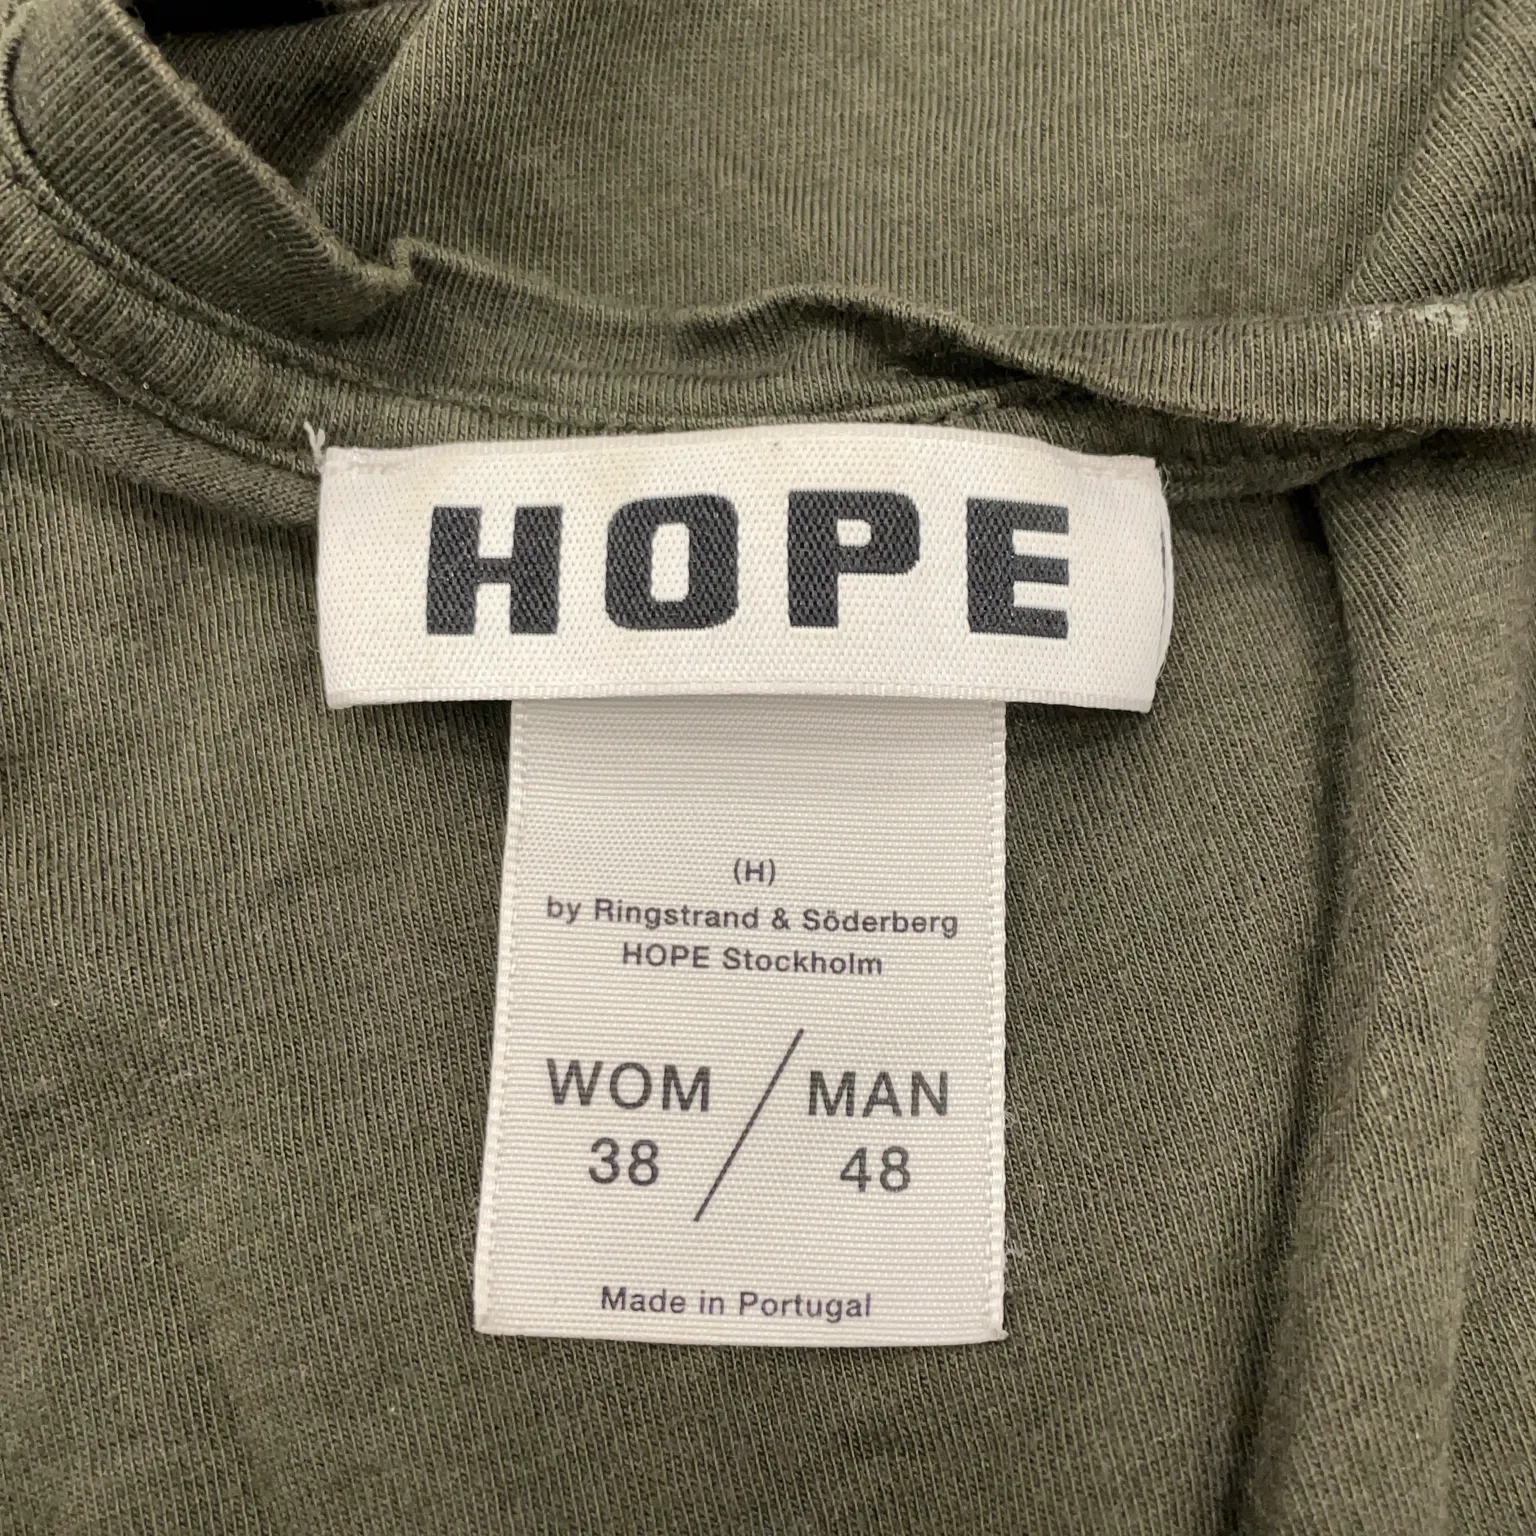 HOPE
(H)
by Ringstrand & Söderberg
HOPE Stockholm
WOM / MAN
38 48
Made in Portugal